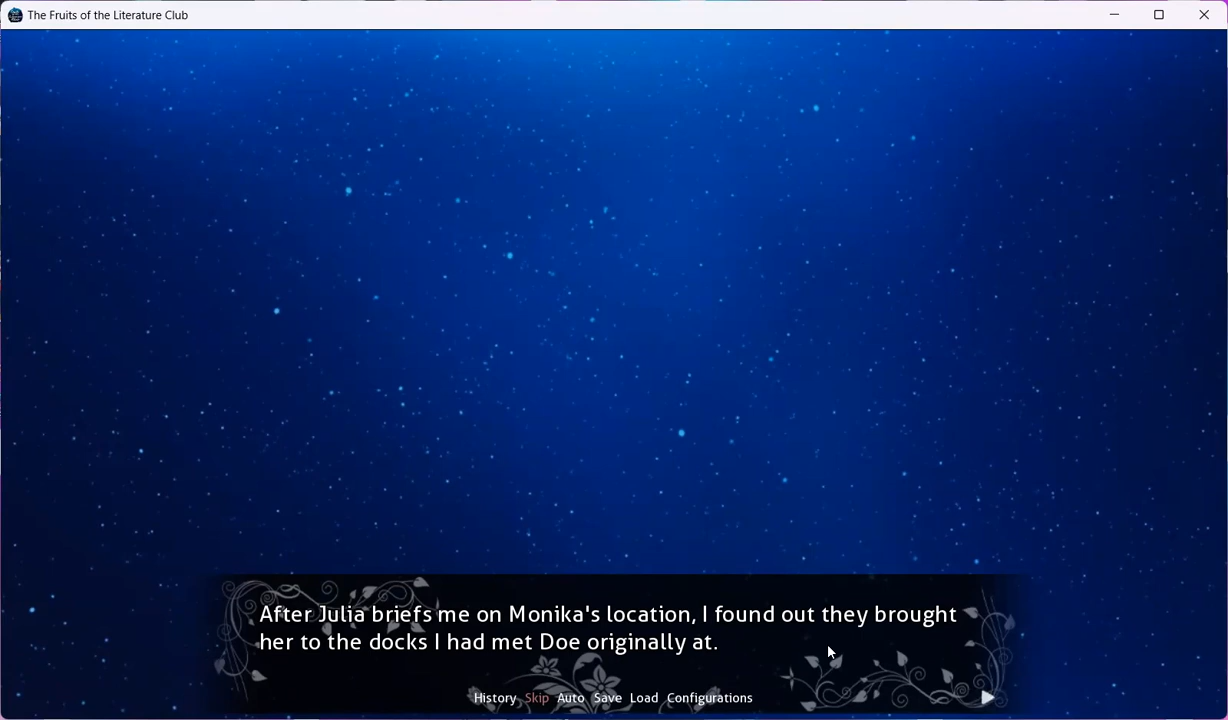 The Fruits of the Literature Club
After Julia briefs me on Monika's location, I found out they brought
her to the docks I had met Doe originally at.
History Skip Auto Save Load Configurations